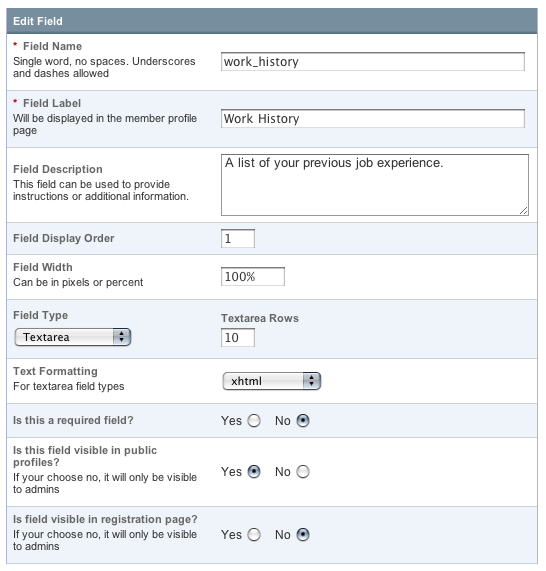 Edit Field
* Field Name
Single word, no spaces. Underscores
and dashes allowed
work_history
* Field Label
Will be displayed in the member profile
page
Work History
Field Description
This field can be used to provide
instructions or additional information.
A list of your previous job experience.
Field Display Order
1
Field Width
Can be in pixels or percent
100%
Field Type
Textarea
Textarea Rows
10
Text Formatting
For textarea field types
xhtml
Is this a required field?
Yes No
Is this field visible in public
profiles?
If your choose no, it will only be visible
to admins
Yes No
Is field visible in registration page?
If your choose no, it will only be visible
to admins
Yes No